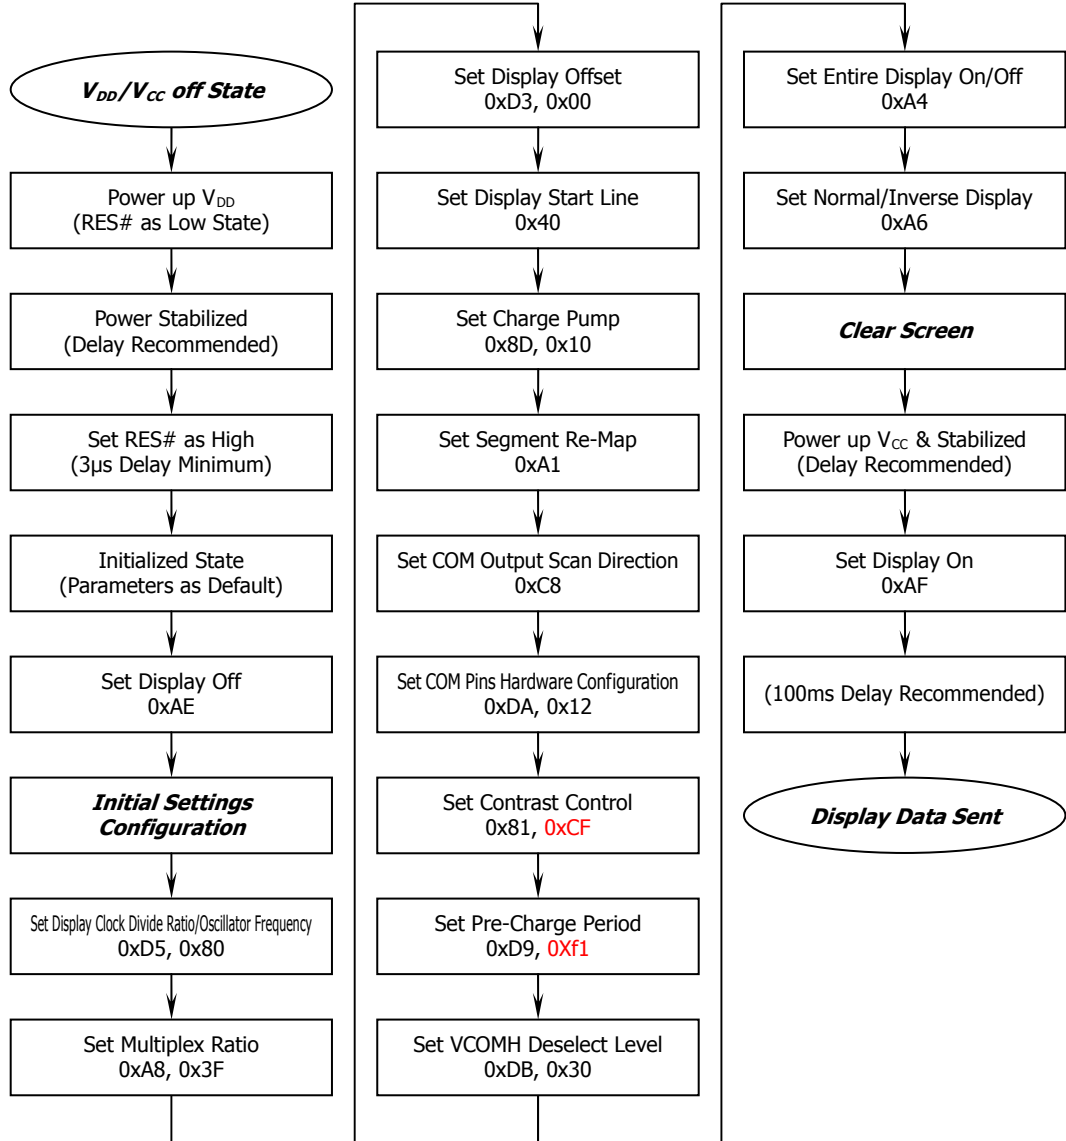 V_DD/V_CC off State
Power up V_DD
(RES# as Low State)
Power Stabilized
(Delay Recommended)
Set RES# as High
(3μs Delay Minimum)
Initialized State
(Parameters as Default)
Set Display Off
0xAE
Initial Settings
Configuration
Set Display Clock Divide Ratio/Oscillator Frequency
0xD5, 0x80
Set Multiplex Ratio
0xA8, 0x3F
Set Display Offset
0xD3, 0x00
Set Display Start Line
0x40
Set Charge Pump
0x8D, 0x10
Set Segment Re-Map
0xA1
Set COM Output Scan Direction
0xC8
Set COM Pins Hardware Configuration
0xDA, 0x12
Set Contrast Control
0x81, 0xCF
Set Pre-Charge Period
0xD9, 0Xf1
Set VCOMH Deselect Level
0xDB, 0x30
Set Entire Display On/Off
0xA4
Set Normal/Inverse Display
0xA6
Clear Screen
Power up V_CC & Stabilized
(Delay Recommended)
Set Display On
0xAF
(100ms Delay Recommended)
Display Data Sent